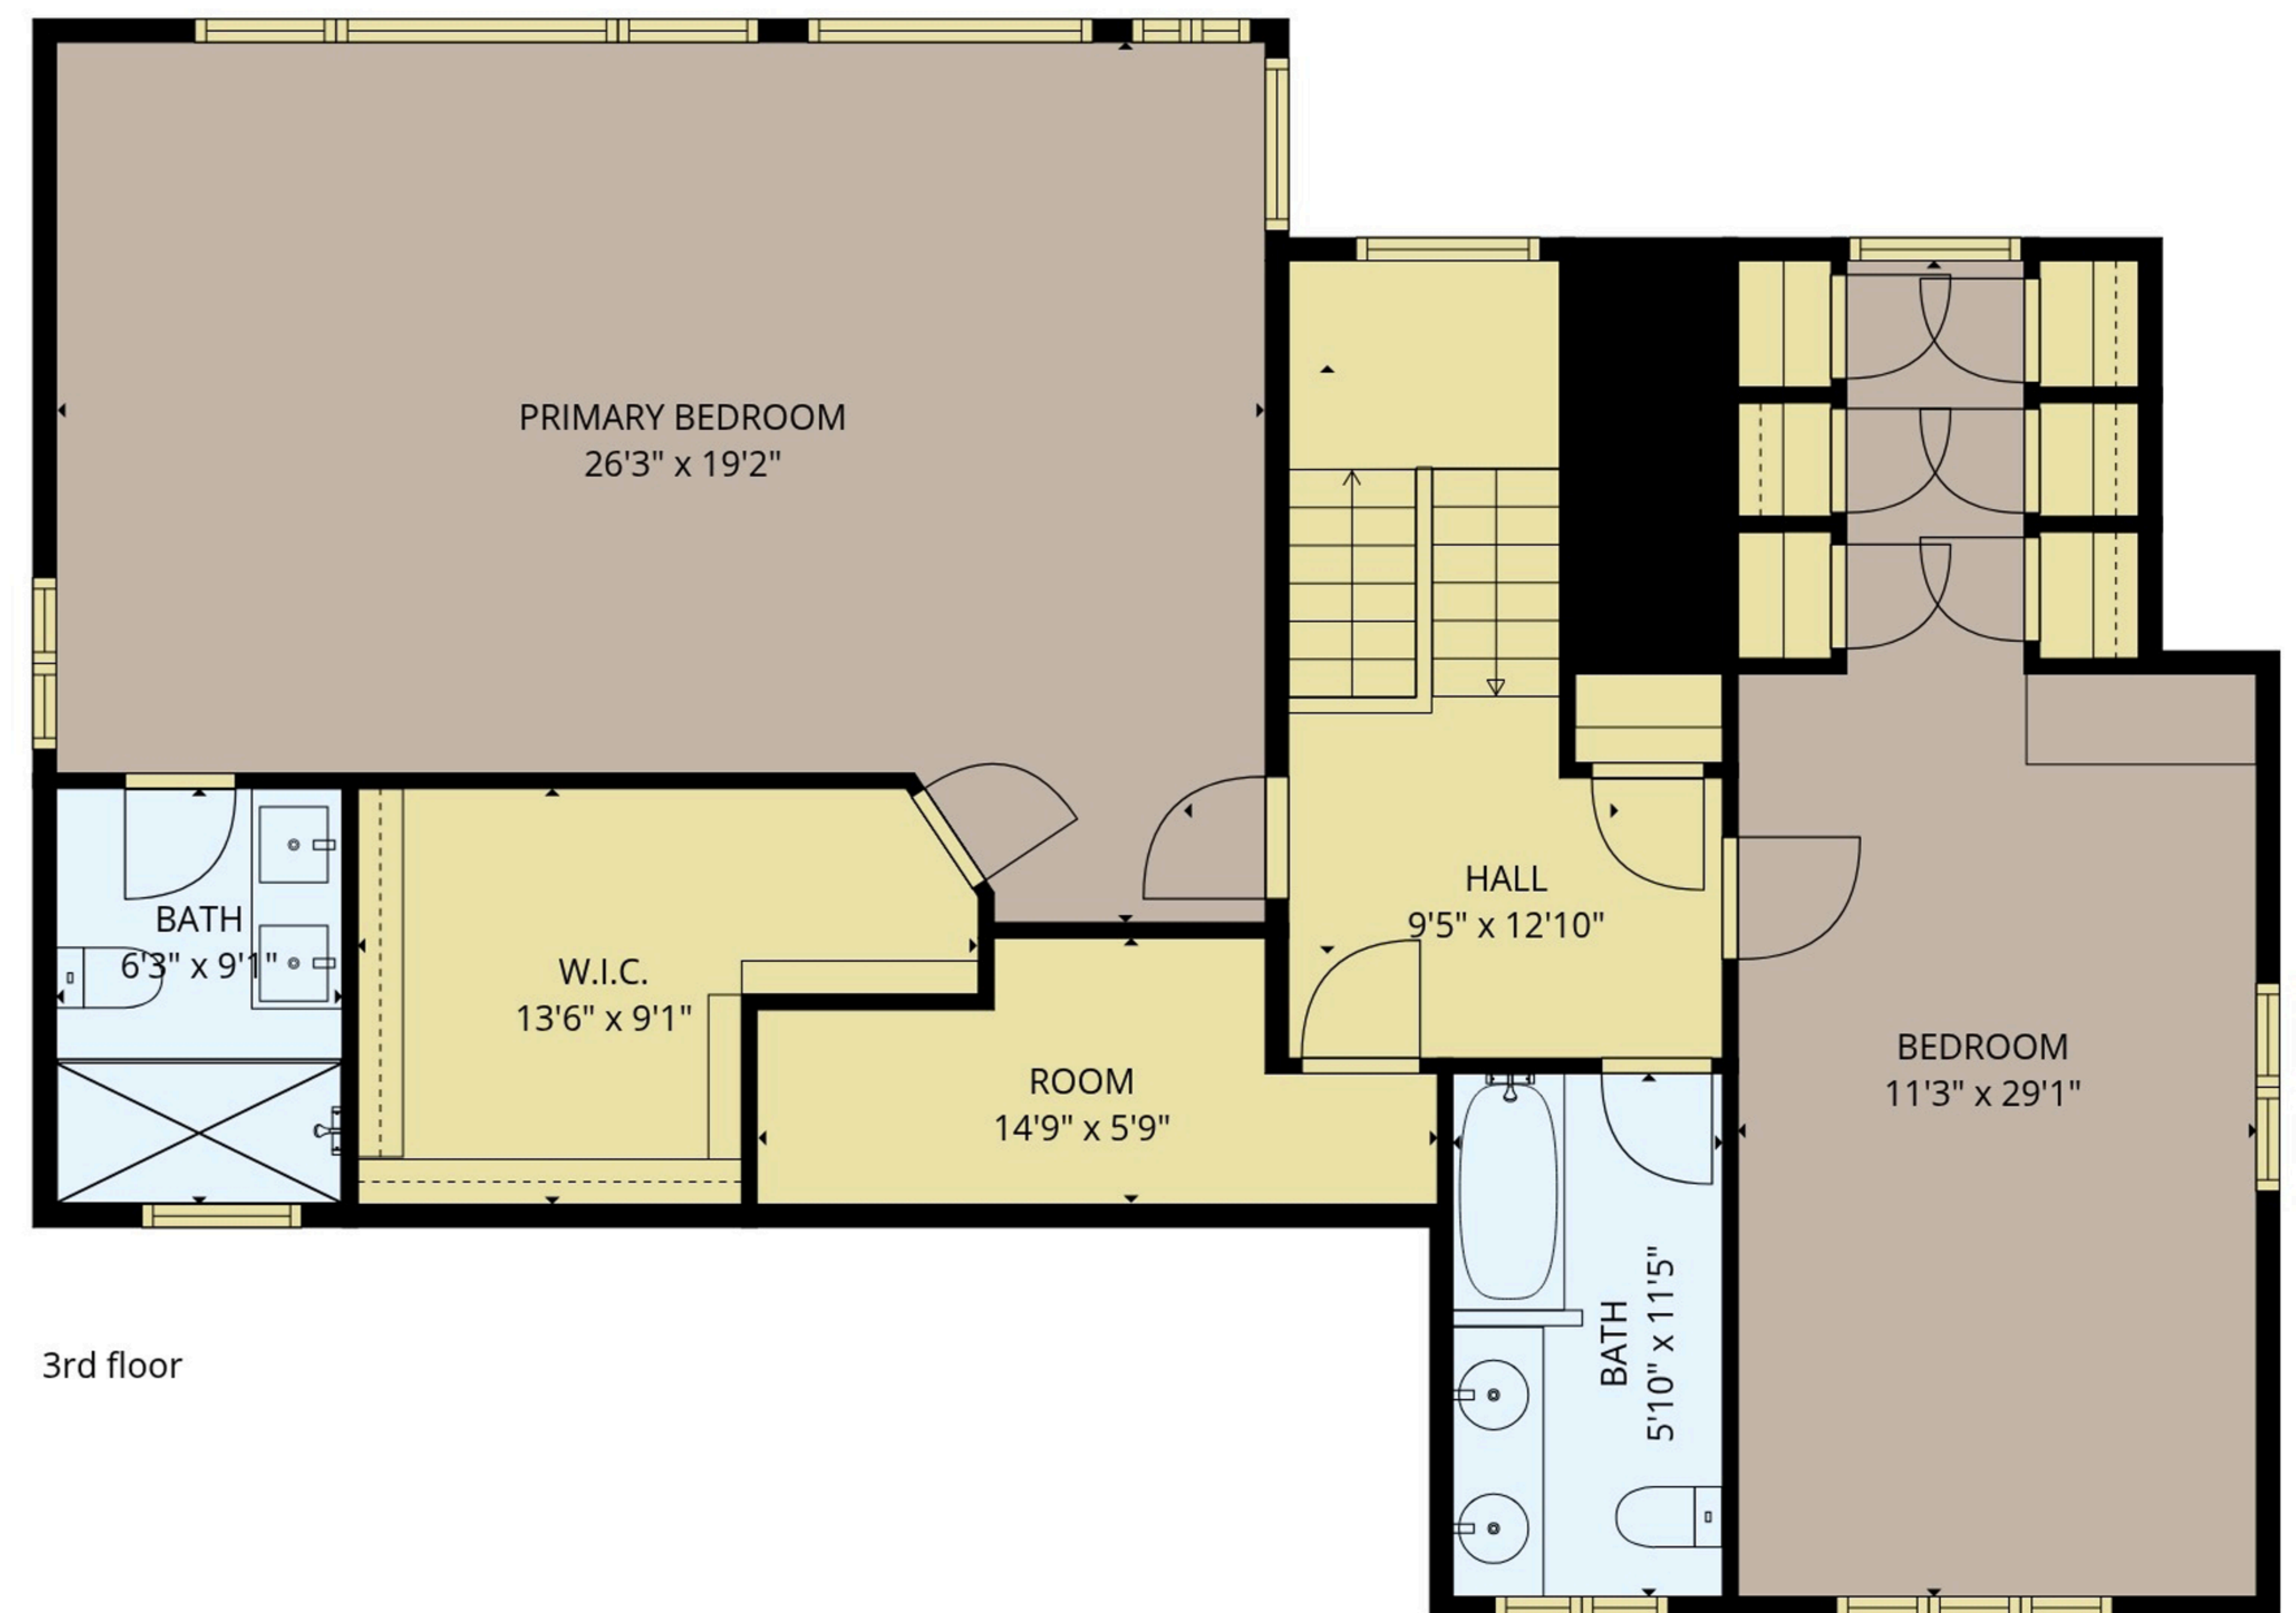 PRIMARY BEDROOM
26'3" x 19'2"
HALL
9'5" x 12'10"
BATH
6'3" x 9'1"
W.I.C.
13'6" x 9'1"
ROOM
14'9" x 5'9"
BEDROOM
11'3" x 29'1"
BATH
5'10" x 11'5"
3rd floor